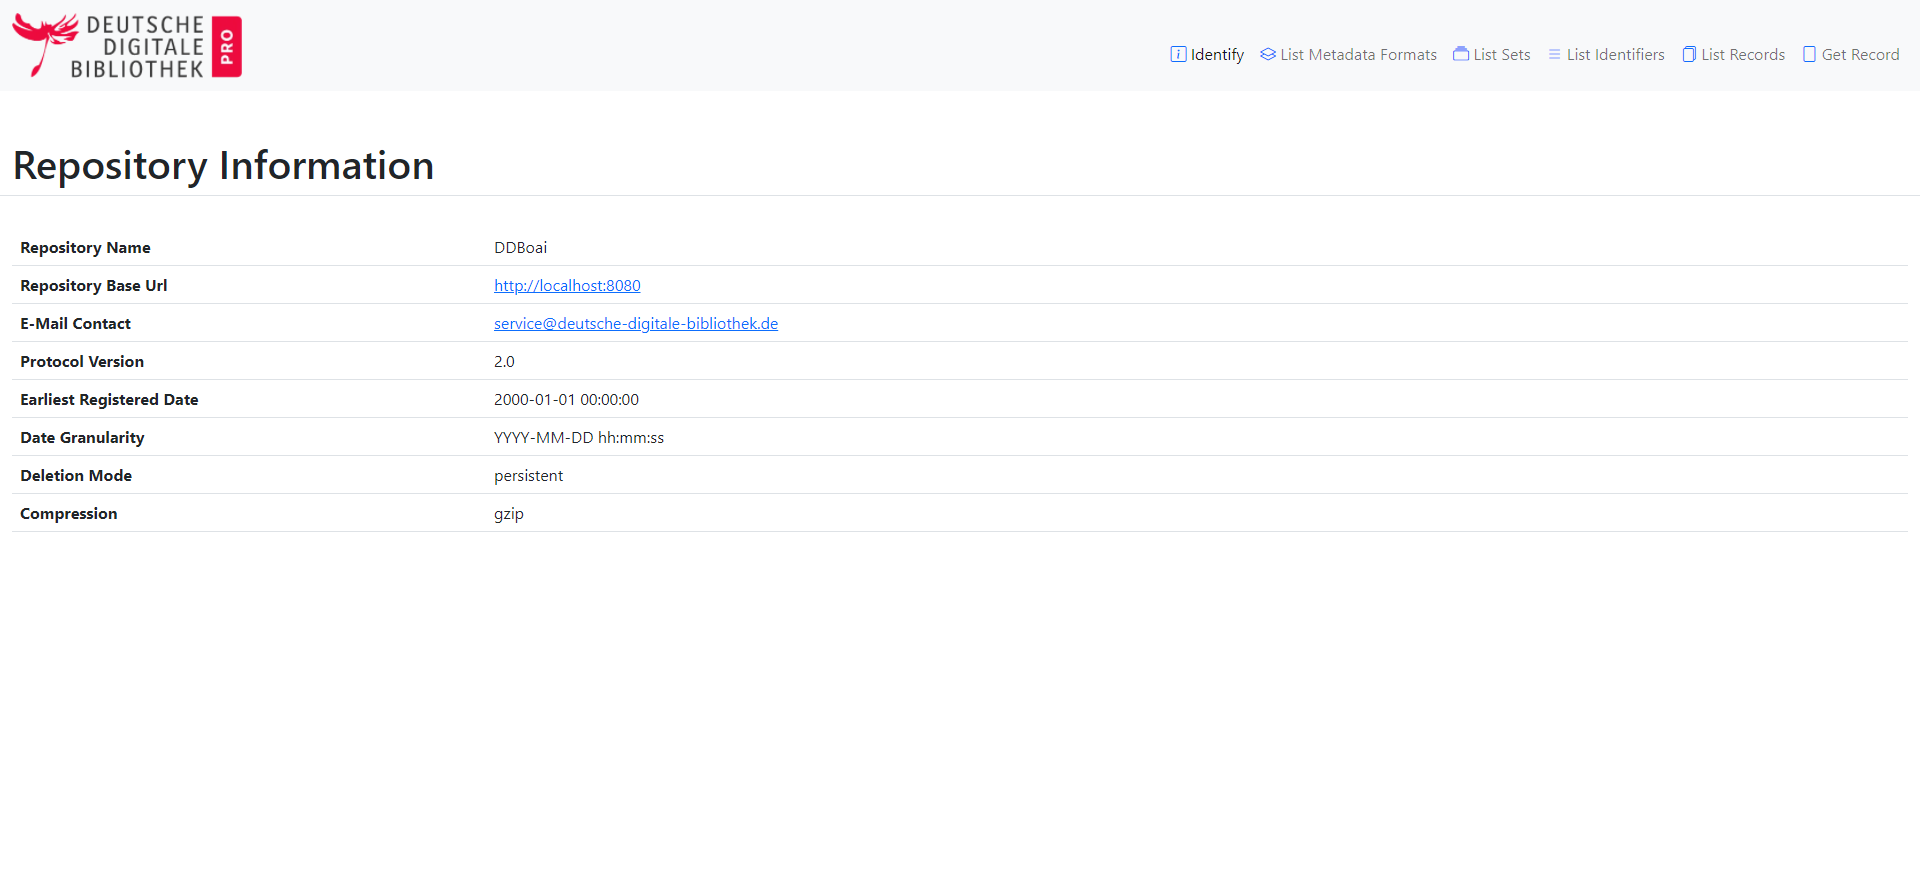 DEUTSCHE
DIGITALE
BIBLIOTHEK
PRO
Identify List Metadata Formats List Sets List Identifiers List Records Get Record
Repository Information
Repository Name DDBoai
Repository Base Url http://localhost:8080
E-Mail Contact service@deutsche-digitale-bibliothek.de
Protocol Version 2.0
Earliest Registered Date 2000-01-01 00:00:00
Date Granularity YYYY-MM-DD hh:mm:ss
Deletion Mode persistent
Compression gzip